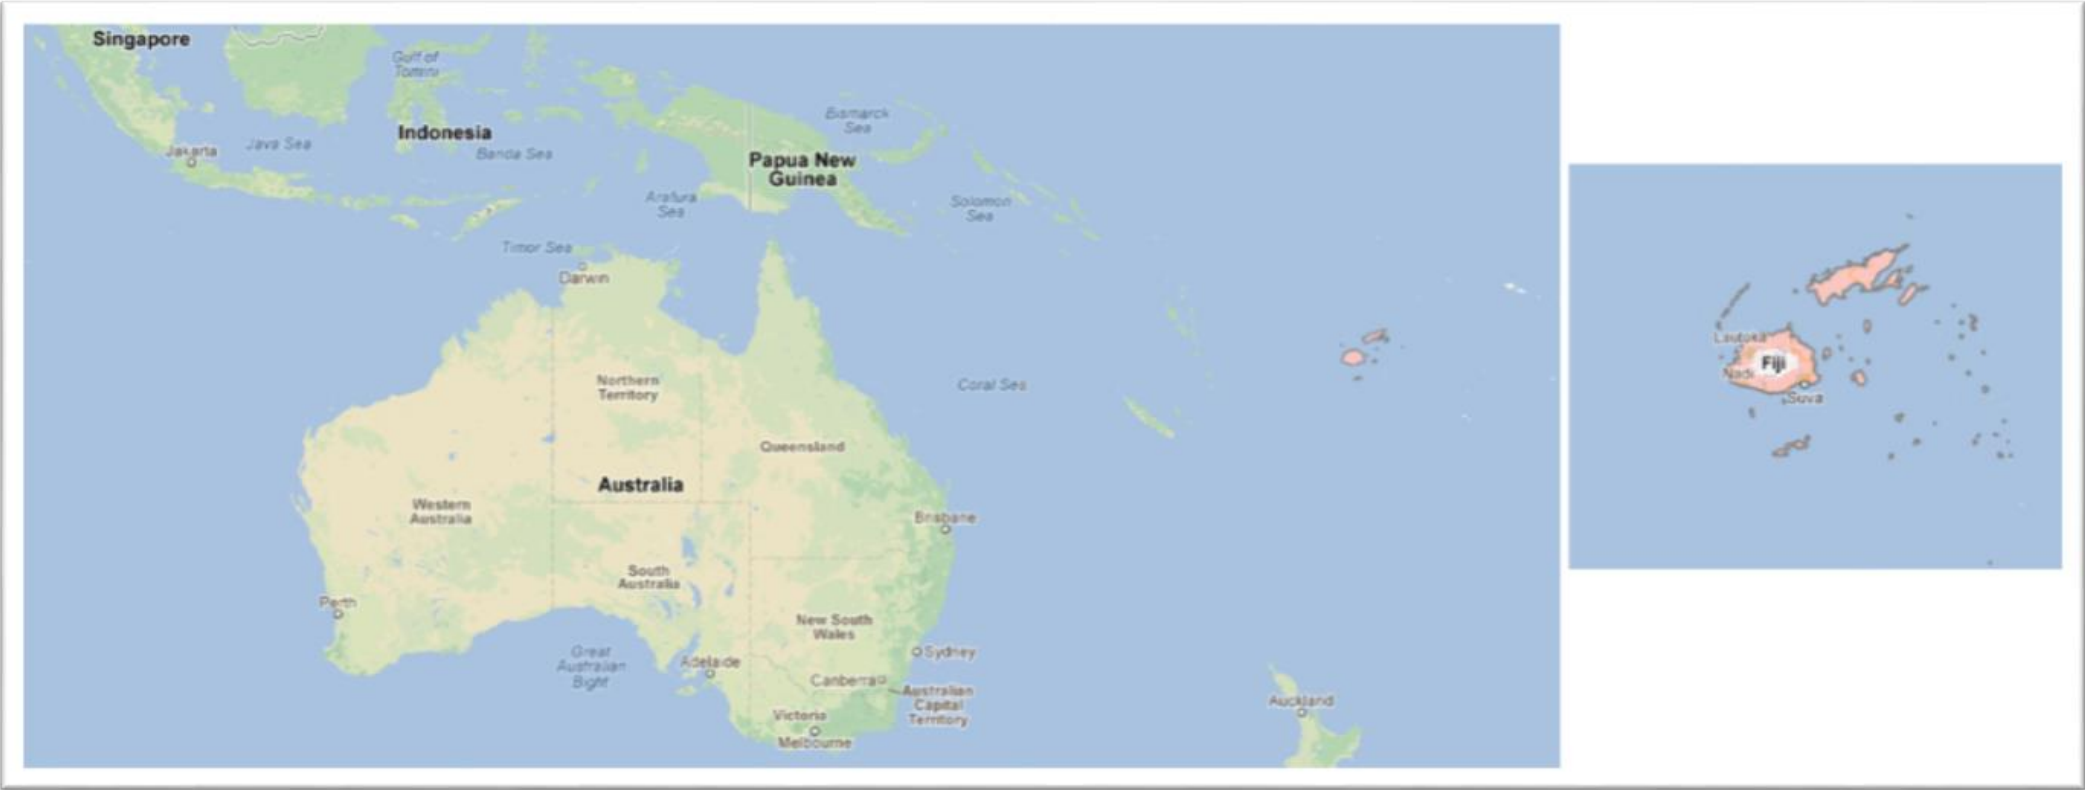 Singapore
Gulf of
Tomini
Bismarck
Sea
Indonesia
Java Sea
Jakarta
Banda Sea
Papua New
Guinea
Arafura
Sea
Solomon
Sea
Timor Sea
Darwin
Northern
Territory
Coral Sea
Queensland
Australia
Western
Australia
Brisbane
South
Australia
Perth
New South
Wales
Great
Australian
Bight
Adelaide
Sydney
Canberra
Australian
Capital
Territory
Victoria
Melbourne
Auckland
Lautoka
Fiji
Nadi
Suva